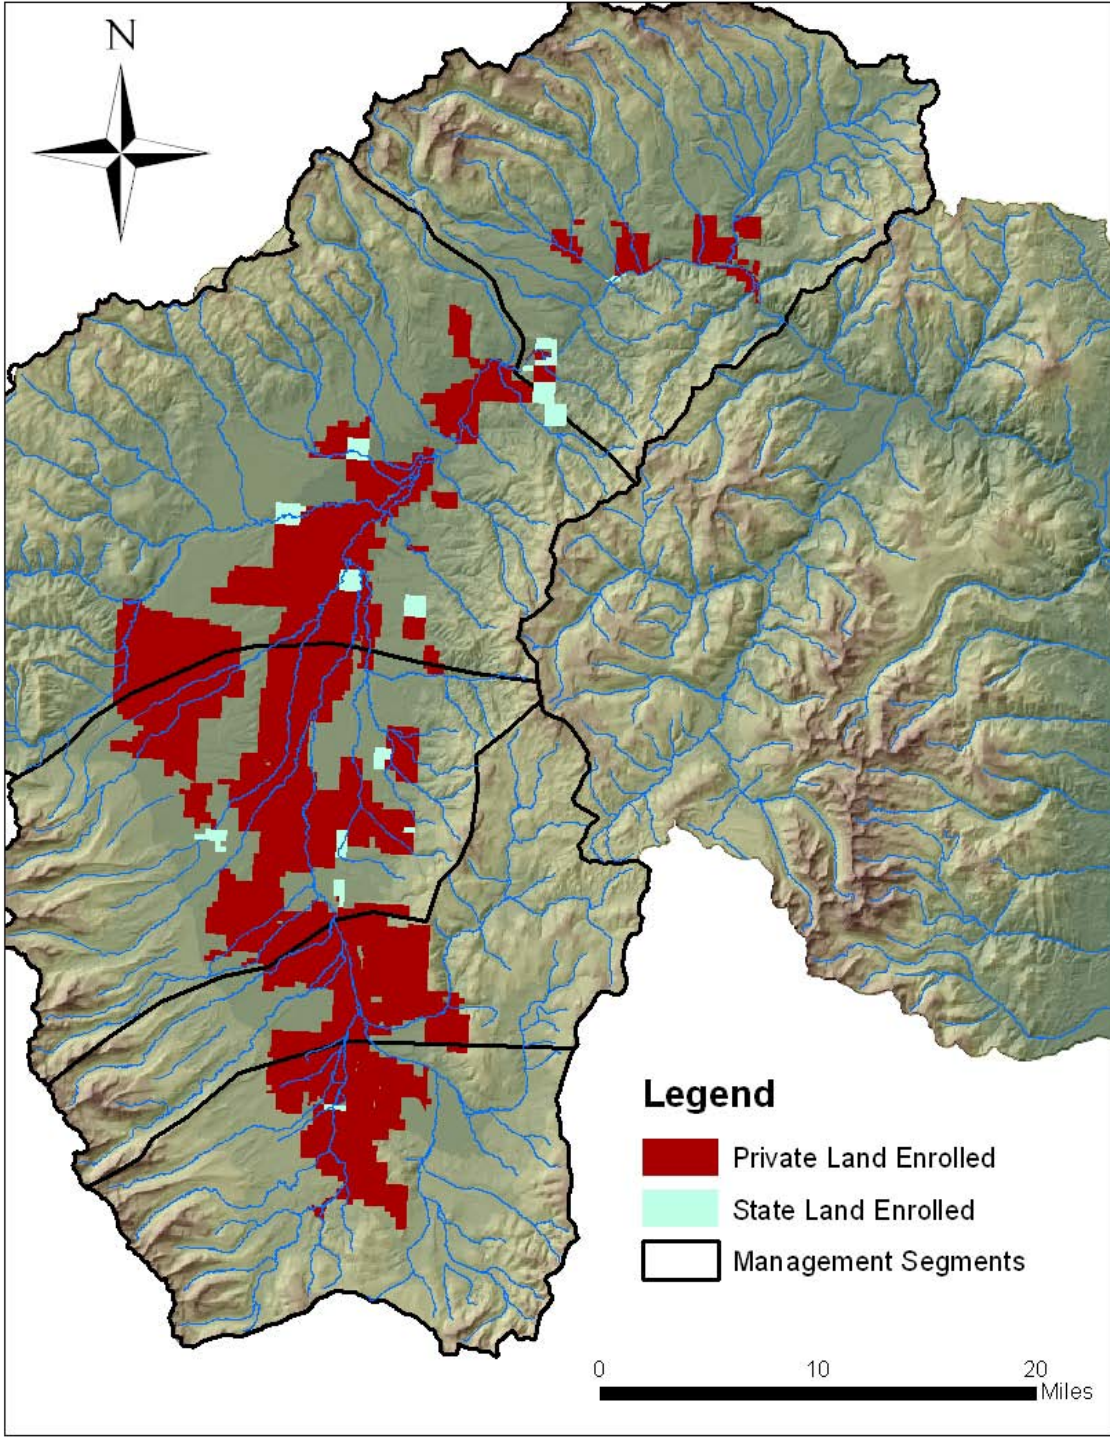 N
Legend
Private Land Enrolled
State Land Enrolled
Management Segments
0 10 20
Miles